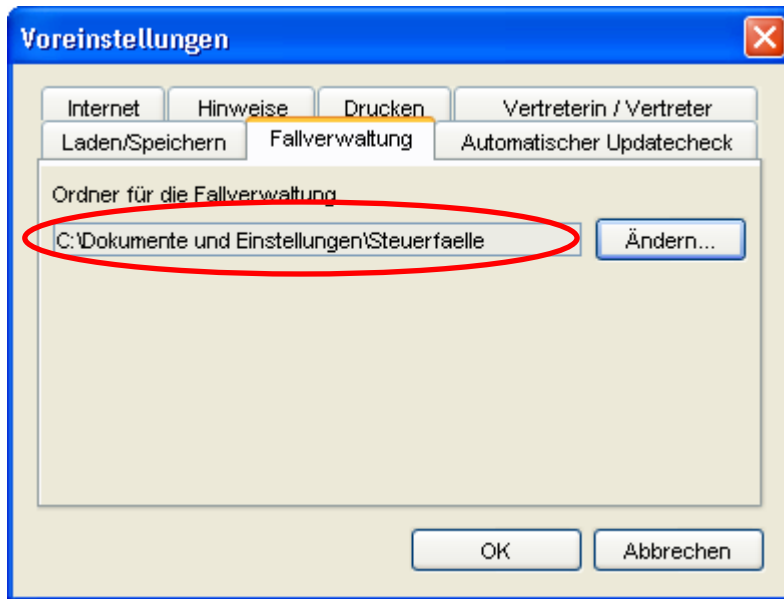 Voreinstellungen
Internet Hinweise Drucken Vertreterin / Vertreter
Laden/Speichern Fallverwaltung Automatischer Updatecheck
Ordner für die Fallverwaltung
C:\Dokumente und Einstellungen\Steuerfaelle Ändern...
OK Abbrechen